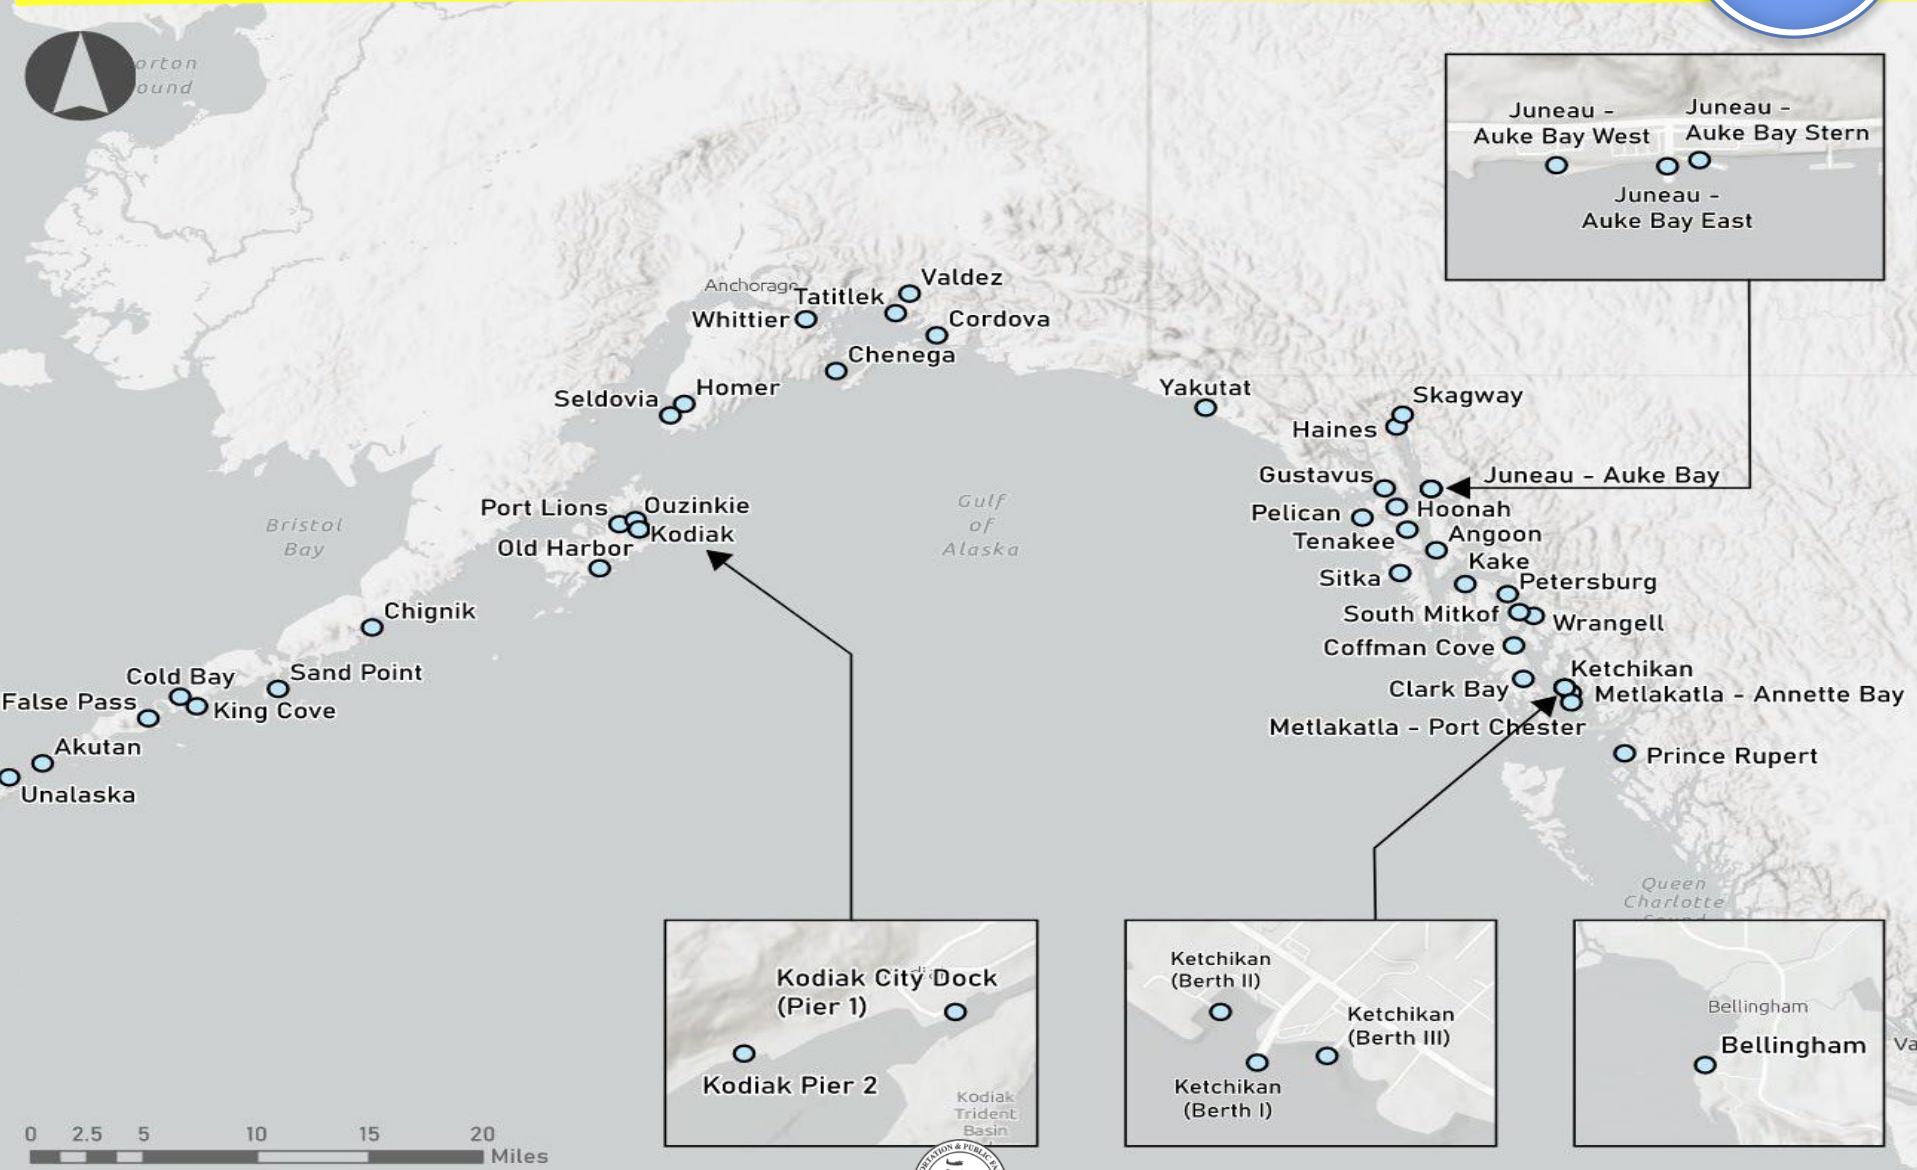 orton
ound
Juneau -
Auke Bay West
Juneau -
Auke Bay Stern
Juneau -
Auke Bay East
Anchorage
Valdez
Tatitlek
Whittier
Cordova
Chenega
Homer
Seldovia
Yakutat
Skagway
Haines
Gustavus
Juneau - Auke Bay
Hoonah
Pelican
Tenakee
Angoon
Kake
Sitka
Petersburg
South Mitkof
Wrangell
Coffman Cove
Ketchikan
Clark Bay
Metlakatla - Annette Bay
Metlakatla - Port Chester
Prince Rupert
Port Lions
Ouzinkie
Kodiak
Old Harbor
Gulf
of
Alaska
Bristol
Bay
Chignik
Sand Point
Cold Bay
False Pass
King Cove
Akutan
Unalaska
Queen
Charlotte
Sound
Kodiak City Dock
(Pier 1)
Kodiak Pier 2
Kodiak
Trident
Basin
Ketchikan
(Berth II)
Ketchikan
(Berth III)
Ketchikan
(Berth I)
Bellingham
Bellingham
Va
0 2.5 5 10 15 20
Miles